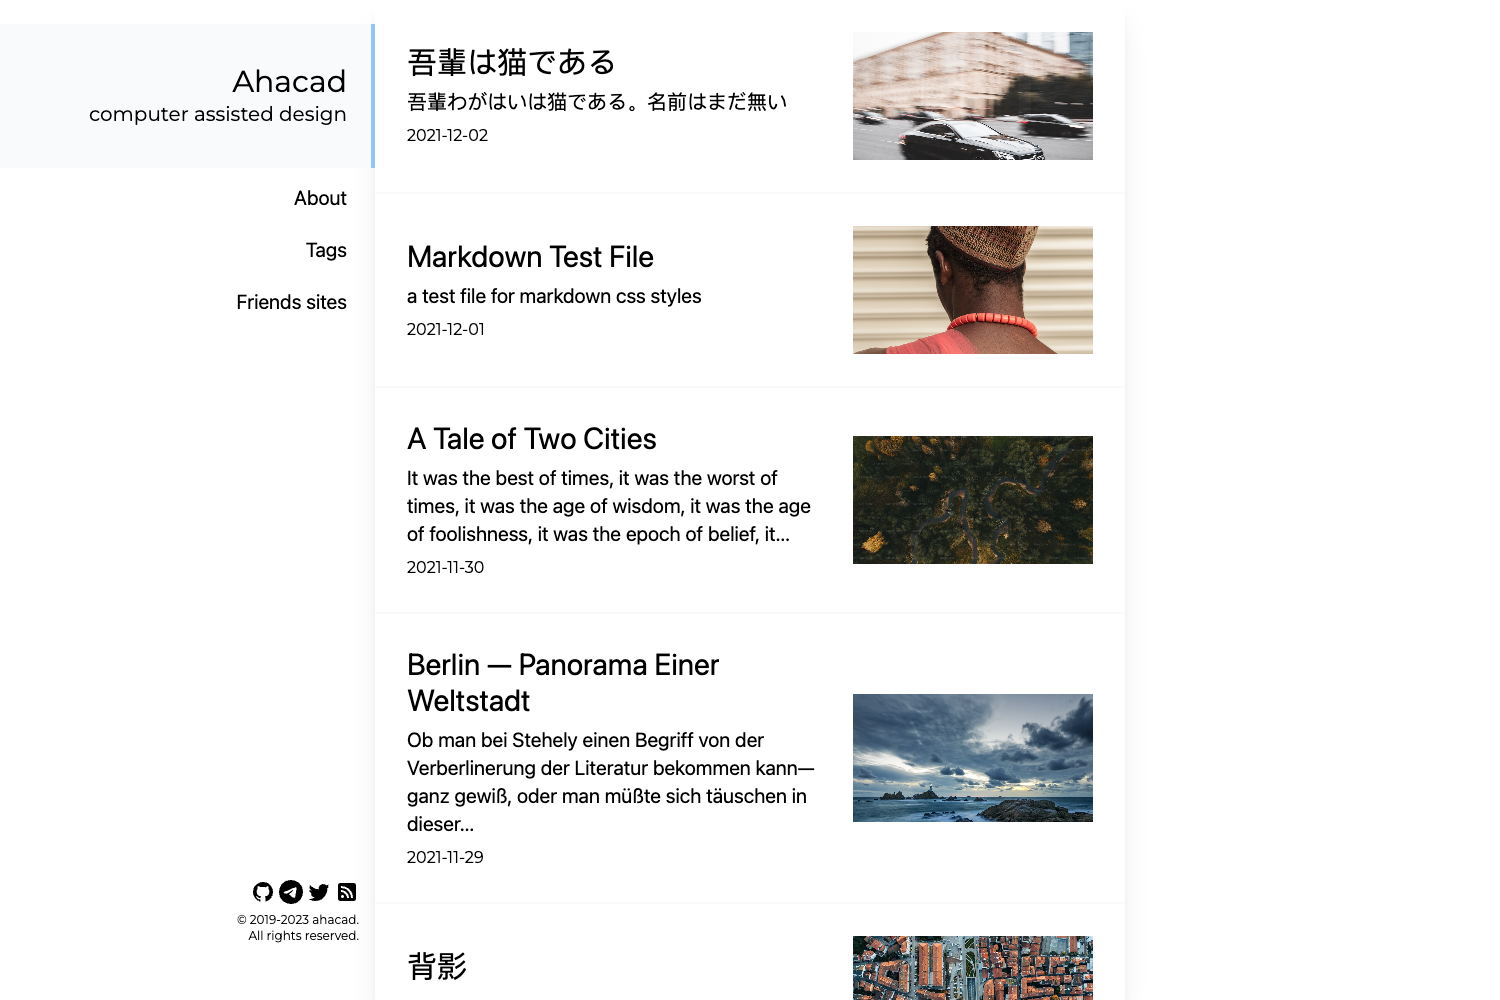 Ahacad
computer assisted design
About
Tags
Friends sites
© 2019-2023 ahacad.
All rights reserved.
吾輩は猫である
吾輩わがはいは猫である。名前はまだ無い
2021-12-02
Markdown Test File
a test file for markdown css styles
2021-12-01
A Tale of Two Cities
It was the best of times, it was the worst of
times, it was the age of wisdom, it was the age
of foolishness, it was the epoch of belief, it...
2021-11-30
Berlin — Panorama Einer
Weltstadt
Ob man bei Stehely einen Begriff von der
Verberlinerung der Literatur bekommen kann—
ganz gewiß, oder man müßte sich täuschen in
dieser...
2021-11-29
背影